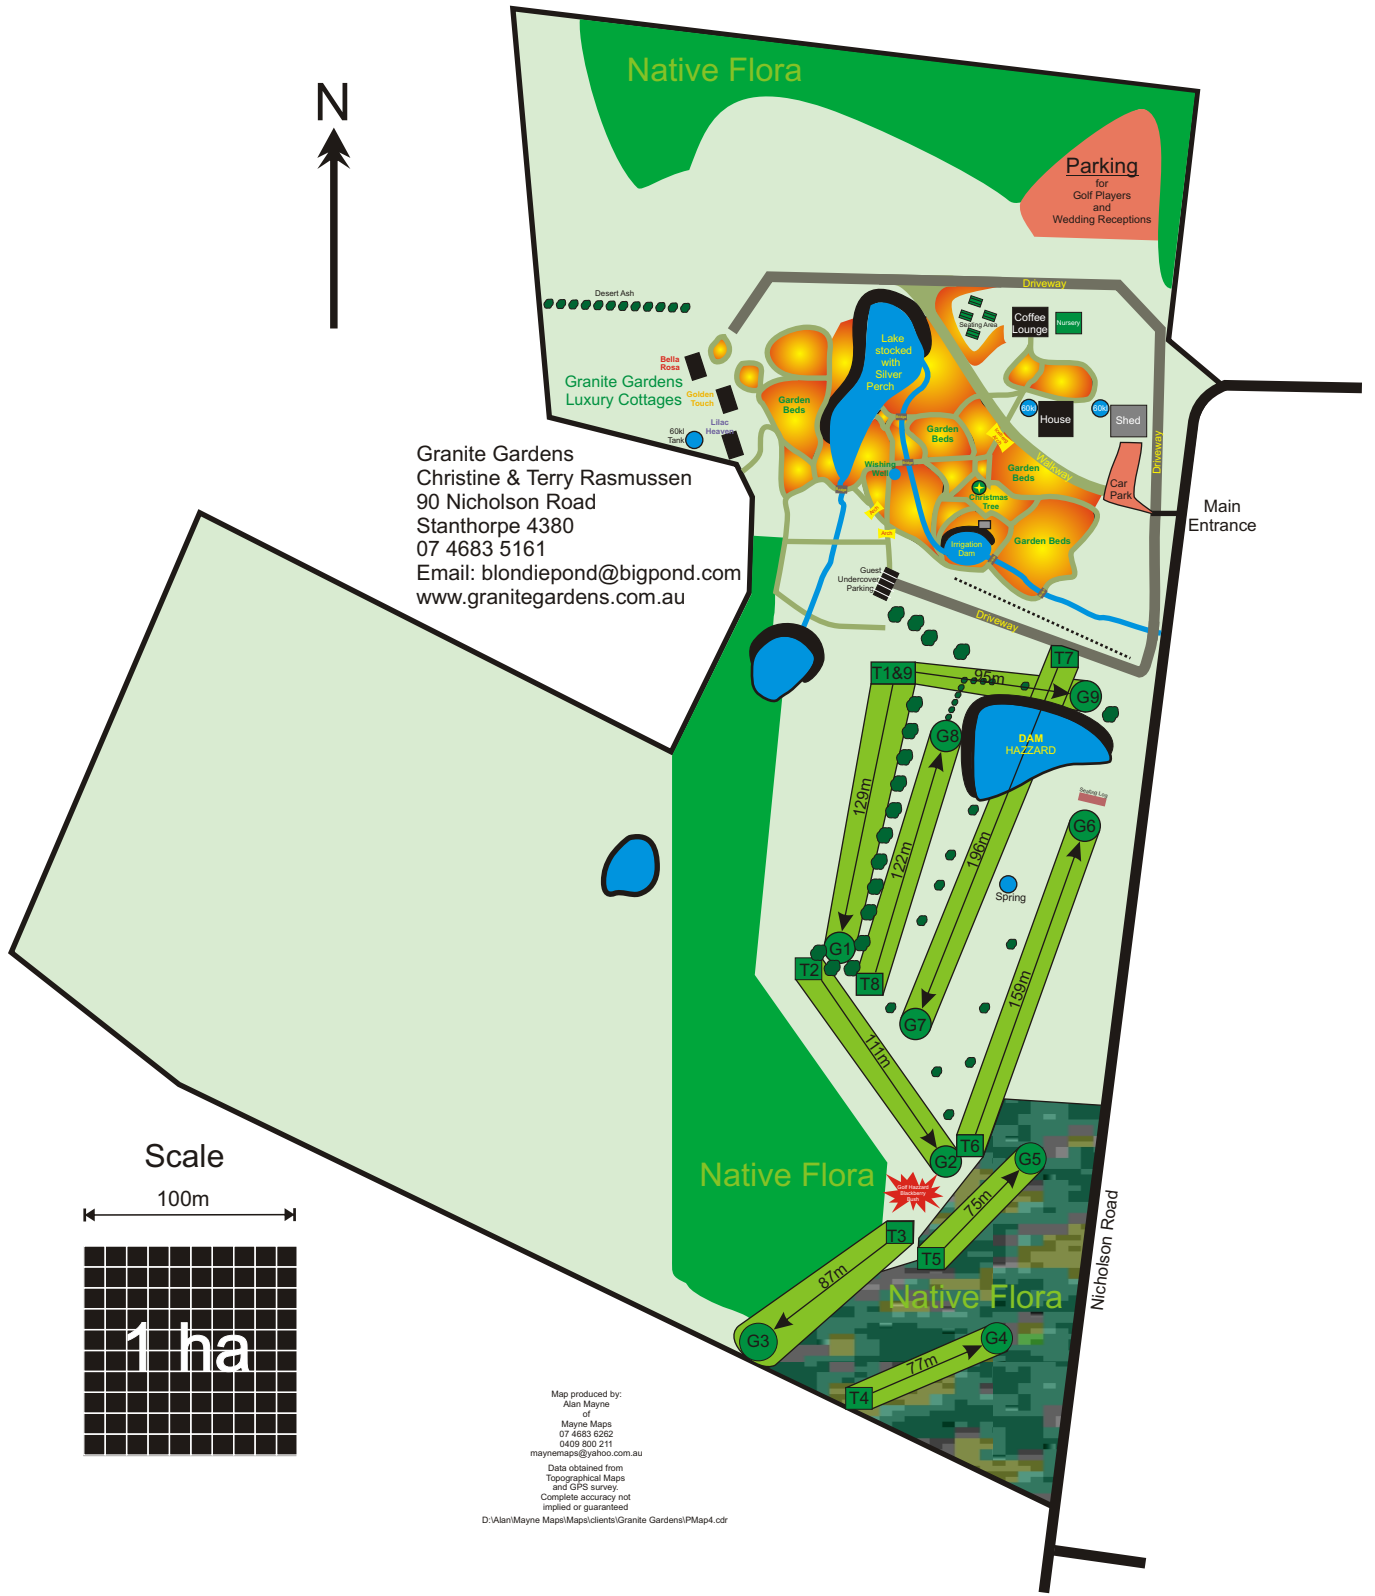 Native Flora
N
Parking
for
Golf Players
and
Wedding Receptions
Driveway
Desert Ash
Seating Area
Coffee
Lounge
Nursery
Lake
stocked
with
Silver
Perch
Bella
Rosa
Granite Gardens
Luxury Cottages
Golden
Touch
Lilac
Heaven
60kl
Tank
Garden
Beds
60kl
House
60kl
Shed
Garden
Beds
Walkway
Driveway
Garden
Beds
Wishing
Well
Christmas
Tree
Car
Park
Main
Entrance
Arch
Arch
Garden Beds
Irrigation
Dam
Guest
Undercover
Parking
Driveway
Granite Gardens
Christine & Terry Rasmussen
90 Nicholson Road
Stanthorpe 4380
07 4683 5161
Email: blondiepond@bigpond.com
www.granitegardens.com.au
T7
T1&9
95m
G9
G8
DAM
HAZZARD
Seating Log
129m
G6
122m
196m
Spring
G1
T2
T8
159m
G7
111m
T6
G2
G5
Native Flora
Golf Hazzard
Blackberry
Bush
75m
T3
T5
87m
Native Flora
G3
G4
77m
T4
Nicholson Road
Scale
100m
1 ha
Map produced by:
Alan Mayne
of
Mayne Maps
07 4683 6262
0409 800 211
maynemaps@yahoo.com.au
Data obtained from
Topographical Maps
and GPS survey.
Complete accuracy not
implied or guaranteed
D:\Alan\Mayne Maps\Maps\clients\Granite Gardens\PMap4.cdr